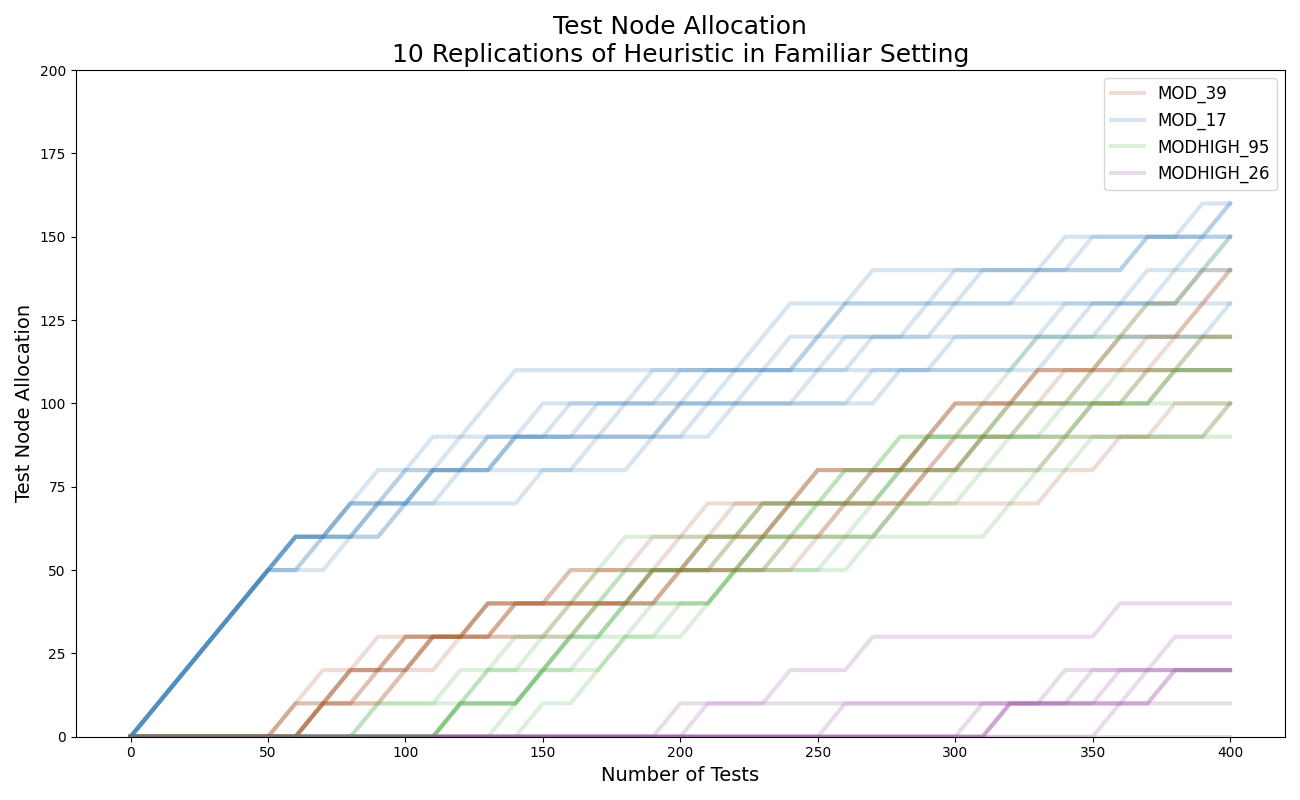 Test Node Allocation
10 Replications of Heuristic in Familiar Setting
200
175
150
125
100
75
50
25
0
Test Node Allocation
MOD_39
MOD_17
MODHIGH_95
MODHIGH_26
0 50 100 150 200 250 300 350 400
Number of Tests